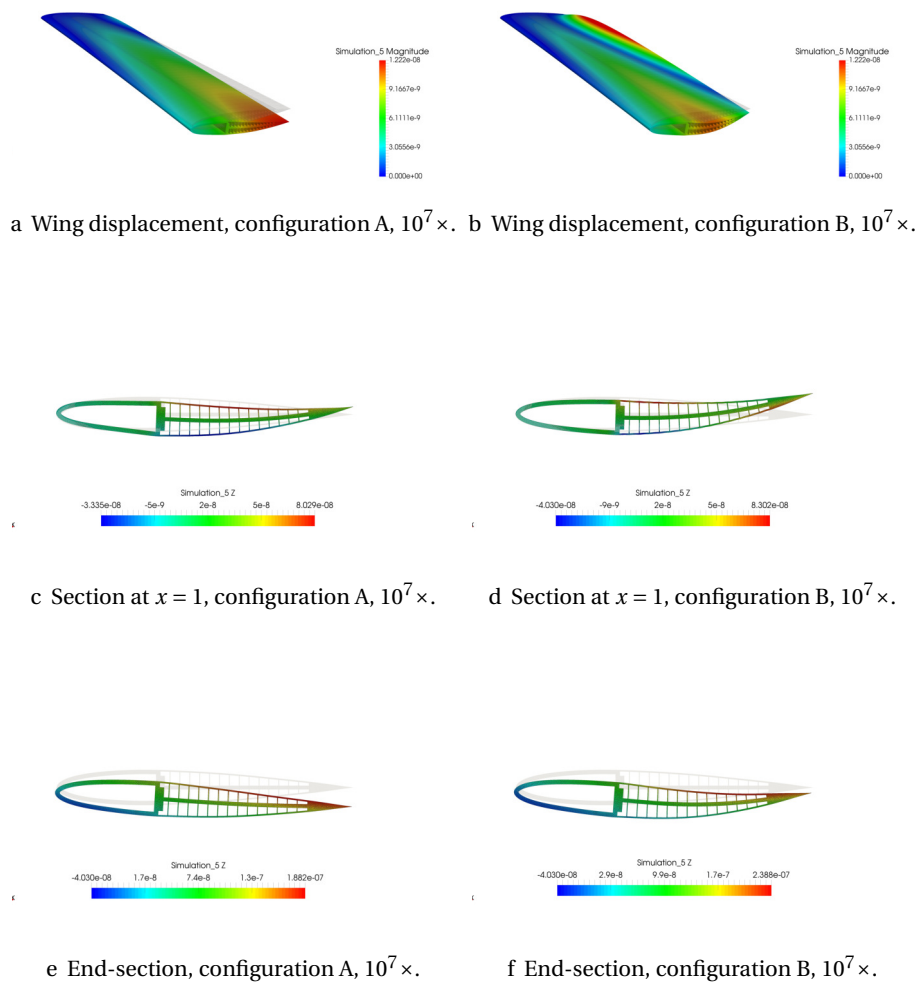 Simulation_5 Magnitude
1.222e-08
9.1667e-9
6.1111e-9
3.0556e-9
0.000e+00
Simulation_5 Magnitude
1.222e-08
9.1667e-9
6.1111e-9
3.0556e-9
0.000e+00
a Wing displacement, configuration A, 10⁷×.
b Wing displacement, configuration B, 10⁷×.
Simulation_5 Z
-3.335e-08 -5e-9 2e-8 5e-8 8.029e-08
Simulation_5 Z
-4.030e-08 -9e-9 2e-8 5e-8 8.302e-08
c Section at x = 1, configuration A, 10⁷×.
d Section at x = 1, configuration B, 10⁷×.
Simulation_5 Z
-4.030e-08 1.7e-8 7.4e-8 1.3e-7 1.882e-07
Simulation_5 Z
-4.030e-08 2.9e-8 9.9e-8 1.7e-7 2.388e-07
e End-section, configuration A, 10⁷×.
f End-section, configuration B, 10⁷×.